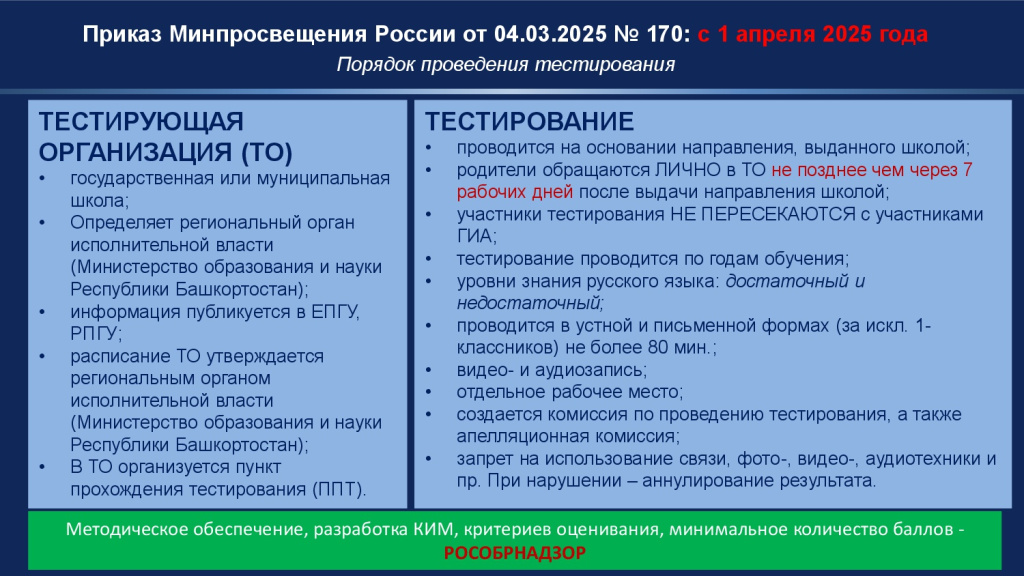 Приказ Минпросвещения России от 04.03.2025 № 170: с 1 апреля 2025 года
Порядок проведения тестирования
ТЕСТИРУЮЩАЯ
ОРГАНИЗАЦИЯ (ТО)
• государственная или муниципальная
школа;
• Определяет региональный орган
исполнительной власти
(Министерство образования и науки
Республики Башкортостан);
• информация публикуется в ЕПГУ,
РПГУ;
• расписание ТО утверждается
региональным органом
исполнительной власти
(Министерство образования и науки
Республики Башкортостан);
• В ТО организуется пункт
прохождения тестирования (ППТ).
ТЕСТИРОВАНИЕ
• проводится на основании направления, выданного школой;
• родители обращаются ЛИЧНО в ТО не позднее чем через 7
рабочих дней после выдачи направления школой;
• участники тестирования НЕ ПЕРЕСЕКАЮТСЯ с участниками
ГИА;
• тестирование проводится по годам обучения;
• уровни знания русского языка: достаточный и
недостаточный;
• проводится в устной и письменной формах (за искл. 1-
классников) не более 80 мин.;
• видео- и аудиозапись;
• отдельное рабочее место;
• создается комиссия по проведению тестирования, а также
апелляционная комиссия;
• запрет на использование связи, фото-, видео-, аудиотехники и
пр. При нарушении – аннулирование результата.
Методическое обеспечение, разработка КИМ, критериев оценивания, минимальное количество баллов -
РОСОБРНАДЗОР